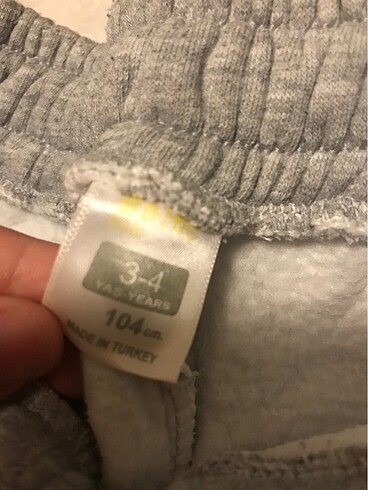 3-4
YAŞ-YEARS
104cm.
MADE IN TURKEY